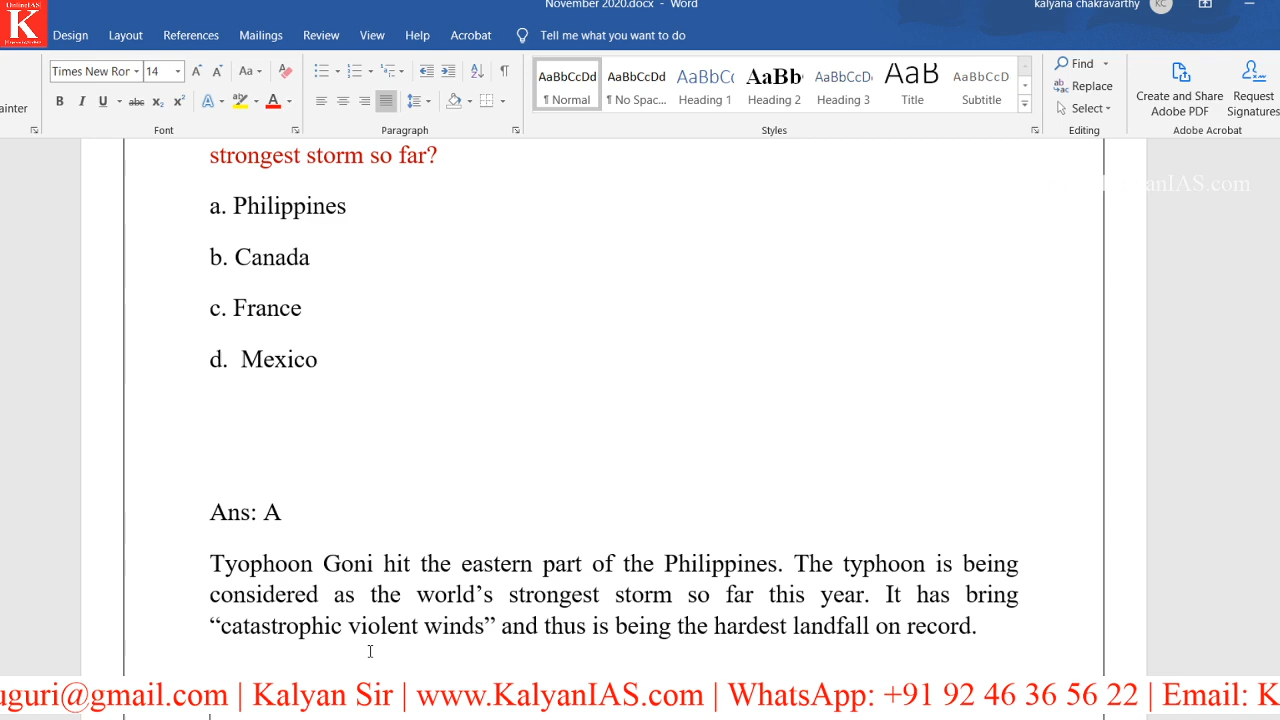 OnlineIAS
K
November 2020.docx - Word
kalyana chakravarthy
KC
Design Layout References Mailings Review View Help Acrobat Tell me what you want to do
ainter
Times New Ror 14
Font
Paragraph
AaBbCcDd ¶ Normal
AaBbCcDd ¶ No Spac...
AaBbC( Heading 1
AaBb Heading 2
AaBbCcD Heading 3
AaB Title
AaBbCcD Subtitle
Styles
Find
Replace
Select
Editing
Create and Share Adobe PDF
Request Signatures
Adobe Acrobat
strongest storm so far?
anIAS.com
a. Philippines
b. Canada
c. France
d. Mexico
Ans: A
Tyophoon Goni hit the eastern part of the Philippines. The typhoon is being
considered as the world’s strongest storm so far this year. It has bring
“catastrophic violent winds” and thus is being the hardest landfall on record.
uguri@gmail.com | Kalyan Sir | www.KalyanIAS.com | WhatsApp: +91 92 46 36 56 22 | Email: K